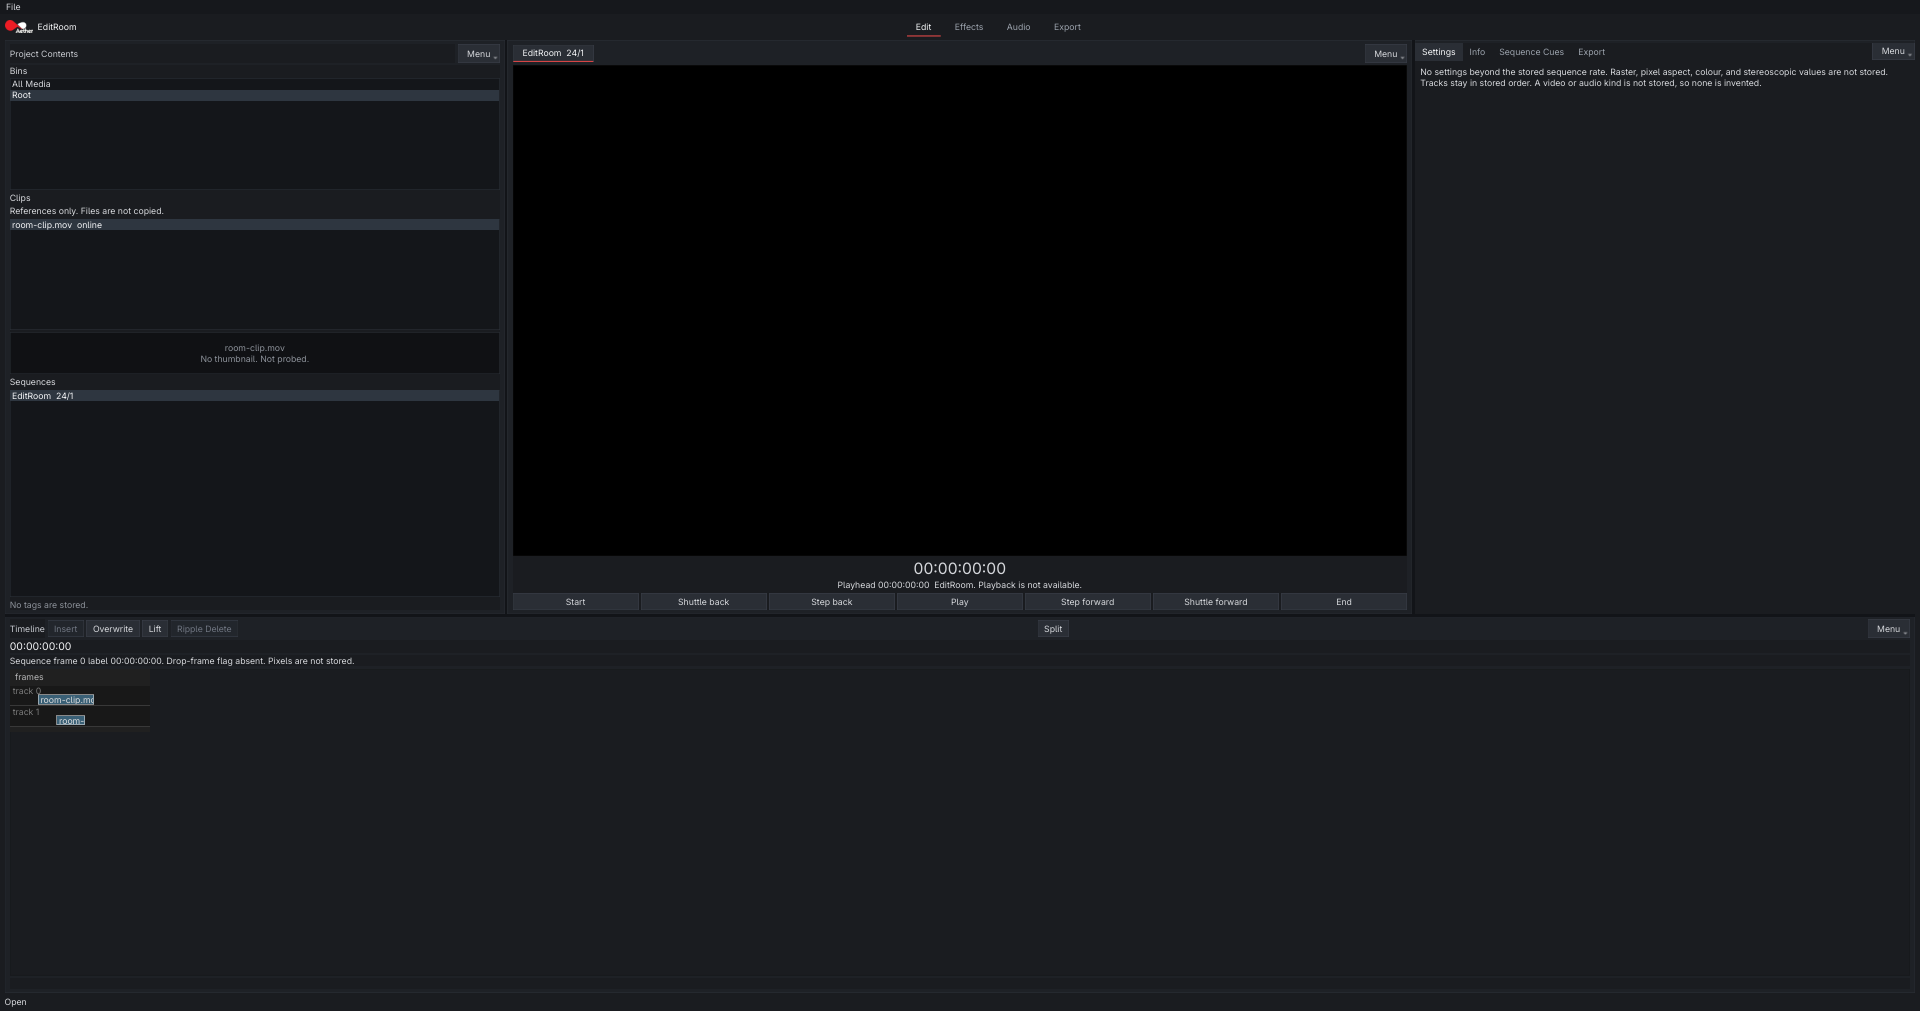 File
Aether
EditRoom
Edit
Effects
Audio
Export
Project Contents
Menu
Bins
All Media
Root
Clips
References only. Files are not copied.
room-clip.mov online
room-clip.mov
No thumbnail. Not probed.
Sequences
EditRoom 24/1
No tags are stored.
EditRoom 24/1
Menu
00:00:00:00
Playhead 00:00:00:00 EditRoom. Playback is not available.
Start
Shuttle back
Step back
Play
Step forward
Shuttle forward
End
Settings
Info
Sequence Cues
Export
Menu
No settings beyond the stored sequence rate. Raster, pixel aspect, colour, and stereoscopic values are not stored.
Tracks stay in stored order. A video or audio kind is not stored, so none is invented.
Timeline
Insert
Overwrite
Lift
Ripple Delete
Split
Menu
00:00:00:00
Sequence frame 0 label 00:00:00:00. Drop-frame flag absent. Pixels are not stored.
frames
track 0
room-clip.mo
track 1
room-
Open